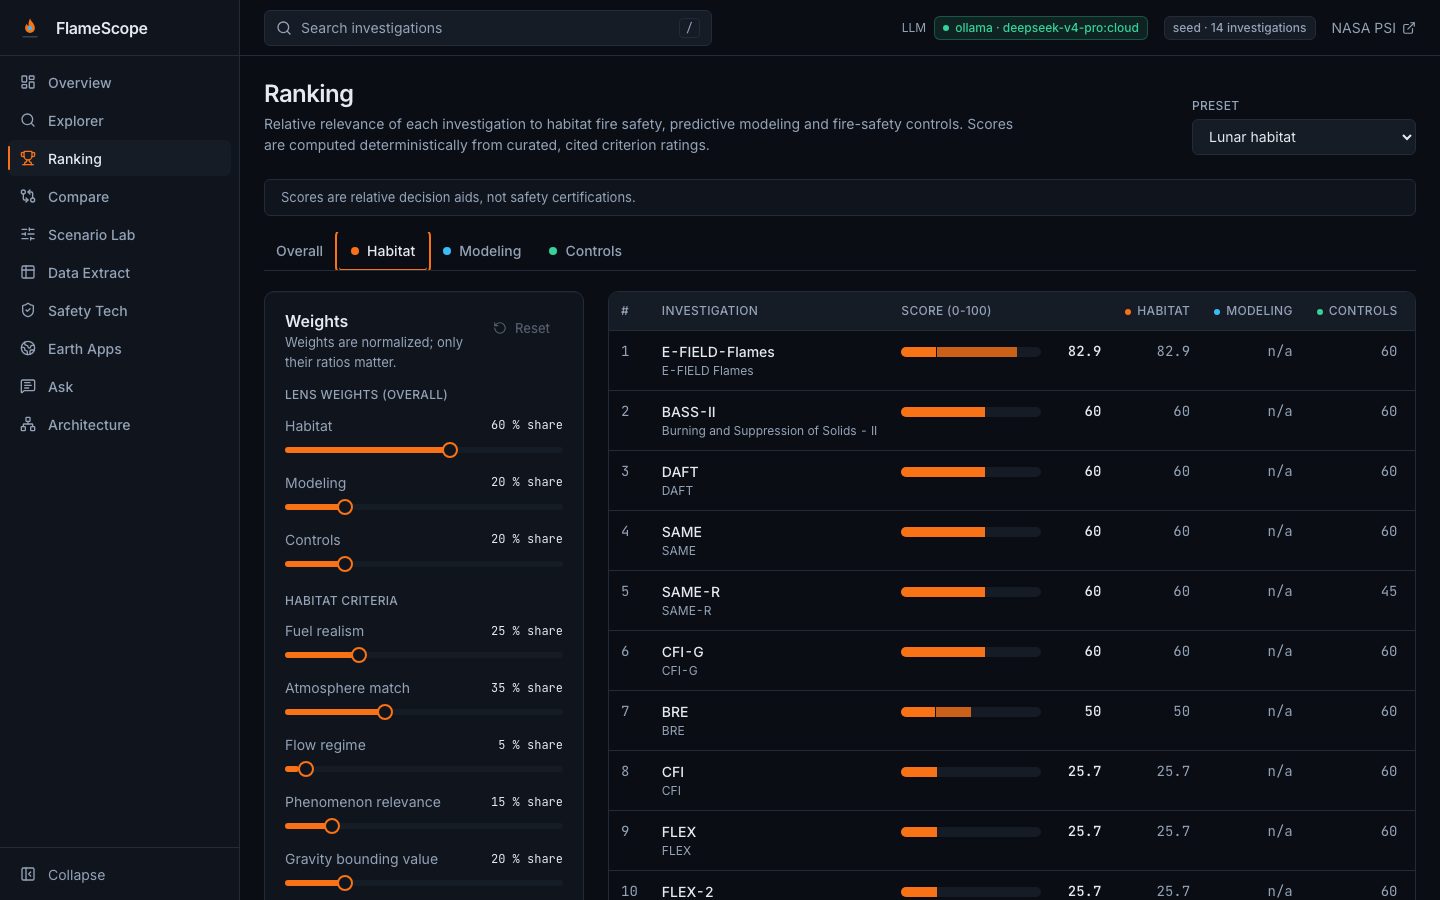 FlameScope
Search investigations
/
LLM
ollama · deepseek-v4-pro:cloud
seed · 14 investigations
NASA PSI
Overview
Explorer
Ranking
Compare
Scenario Lab
Data Extract
Safety Tech
Earth Apps
Ask
Architecture
Collapse
Ranking
Relative relevance of each investigation to habitat fire safety, predictive modeling and fire-safety controls. Scores
are computed deterministically from curated, cited criterion ratings.
PRESET
Lunar habitat
Scores are relative decision aids, not safety certifications.
Overall
Habitat
Modeling
Controls
Weights
Weights are normalized; only
their ratios matter.
Reset
LENS WEIGHTS (OVERALL)
Habitat 60 % share
Modeling 20 % share
Controls 20 % share
HABITAT CRITERIA
Fuel realism 25 % share
Atmosphere match 35 % share
Flow regime 5 % share
Phenomenon relevance 15 % share
Gravity bounding value 20 % share
# INVESTIGATION SCORE (0-100) HABITAT MODELING CONTROLS
1 E-FIELD-Flames 82.9 82.9 n/a 60
E-FIELD Flames
2 BASS-II 60 60 n/a 60
Burning and Suppression of Solids - II
3 DAFT 60 60 n/a 60
DAFT
4 SAME 60 60 n/a 60
SAME
5 SAME-R 60 60 n/a 45
SAME-R
6 CFI-G 60 60 n/a 60
CFI-G
7 BRE 50 50 n/a 60
BRE
8 CFI 25.7 25.7 n/a 60
CFI
9 FLEX 25.7 25.7 n/a 60
FLEX
10 FLEX-2 25.7 25.7 n/a 60